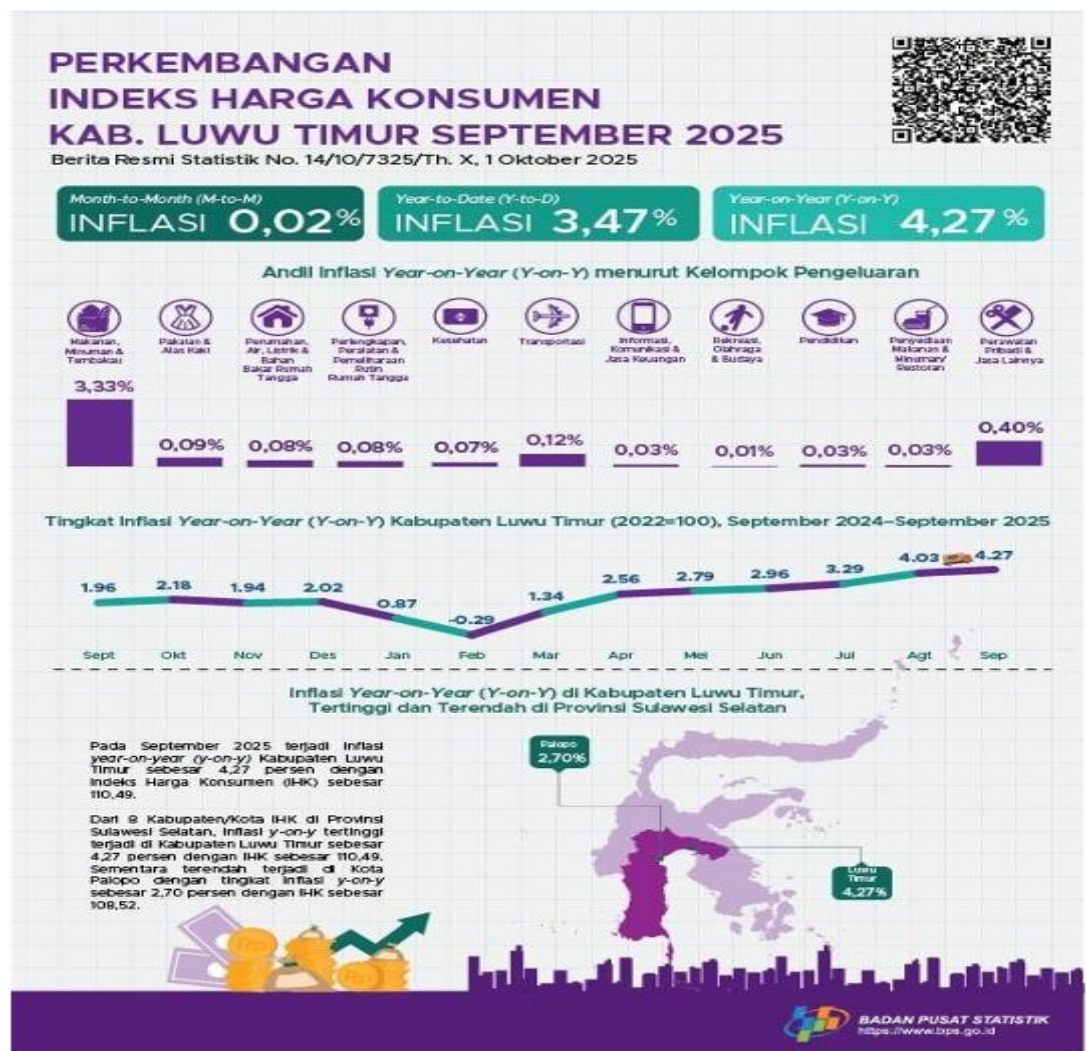 PERKEMBANGAN
INDEKS HARGA KONSUMEN
KAB. LUWU TIMUR SEPTEMBER 2025
Berita Resmi Statistik No. 14/10/7325/Th. X, 1 Oktober 2025
Month-to-Month (M-to-M)
INFLASI 0,02%
Year-to-Date (Y-to-D)
INFLASI 3,47%
Year-on-Year (Y-on-Y)
INFLASI 4,27%
Andil Inflasi Year-on-Year (Y-on-Y) menurut Kelompok Pengeluaran
Makanan,
Minuman &
Tembakau
3,33%
Pakaian &
Alas Kaki
0,09%
Perumahan,
Air, Listrik &
Bahan
Bakar Rumah
Tangga
0,08%
Perlengkapan,
Peralatan &
Pemeliharaan
Rutin
Rumah Tangga
0,08%
Kesehatan
0,07%
Transportasi
0,12%
Informasi,
Komunikasi &
Jasa Keuangan
0,03%
Rekreasi,
Olahraga
& Budaya
0,01%
Pendidikan
0,03%
Penyediaan
Makanan &
Minuman/
Restoran
0,03%
Perawatan
Pribadi &
Jasa Lainnya
0,40%
Tingkat Inflasi Year-on-Year (Y-on-Y) Kabupaten Luwu Timur (2022=100), September 2024–September 2025
1.96 2.18 1.94 2.02 0.87 -0.29 1.34 2.56 2.79 2.96 3.29 4.03 4.27
Sept Okt Nov Des Jan Feb Mar Apr Mei Jun Jul Agt Sep
Inflasi Year-on-Year (Y-on-Y) di Kabupaten Luwu Timur,
Tertinggi dan Terendah di Provinsi Sulawesi Selatan
Pada September 2025 terjadi inflasi
year-on-year (y-on-y) Kabupaten Luwu
Timur sebesar 4,27 persen dengan
Indeks Harga Konsumen (IHK) sebesar
110,49.
Dari 8 Kabupaten/Kota IHK di Provinsi
Sulawesi Selatan, inflasi y-on-y tertinggi
terjadi di Kabupaten Luwu Timur sebesar
4,27 persen dengan IHK sebesar 110,49.
Sementara terendah terjadi di Kota
Palopo dengan tingkat inflasi y-on-y
sebesar 2,70 persen dengan IHK sebesar
108,52.
Palopo
2,70%
Luwu
Timur
4,27%
Rp
Rp
BADAN PUSAT STATISTIK
https://www.bps.go.id